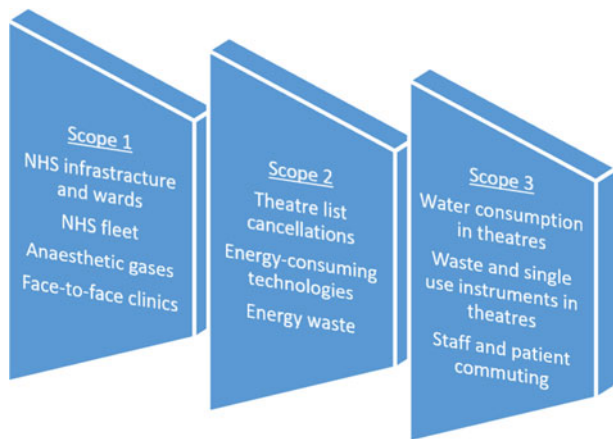 Scope 1
NHS infrastracture
and wards
NHS fleet
Anaesthetic gases
Face-to-face clinics
Scope 2
Theatre list
cancellations
Energy-consuming
technologies
Energy waste
Scope 3
Water consumption
in theatres
Waste and single
use instruments in
theatres
Staff and patient
commuting